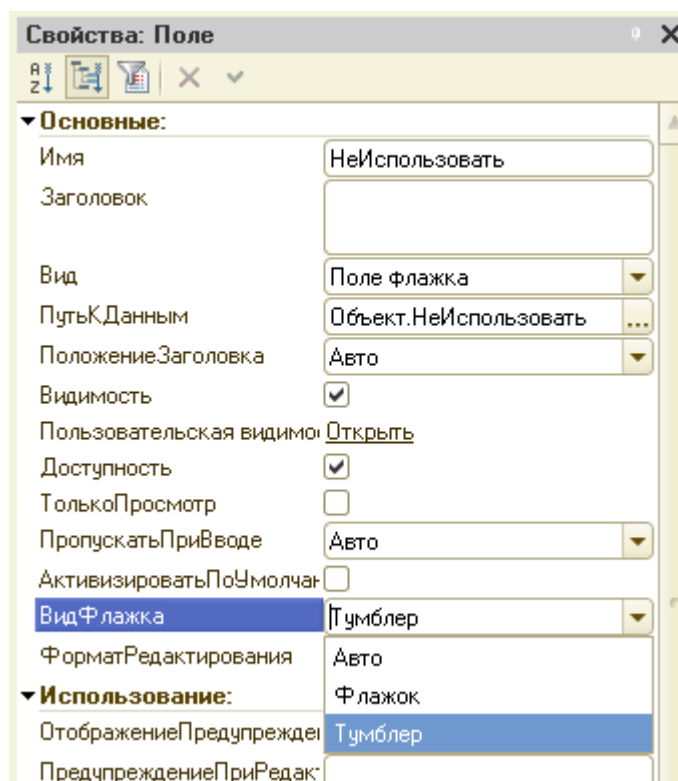 Свойства: Поле
Основные:
Имя НеИспользовать
Заголовок
Вид Поле флажка
ПутьКДанным Объект.НеИспользовать ...
ПоложениеЗаголовка Авто
Видимость
Пользовательская видимо Открыть
Доступность
ТолькоПросмотр
ПропускатьПриВводе Авто
АктивизироватьПоУмолчан
ВидФлажка Тумблер
ФорматРедактирования Авто
Флажок
Использование:
ОтображениеПредупрежде Тумблер
ПредупреждениеПриРедакт